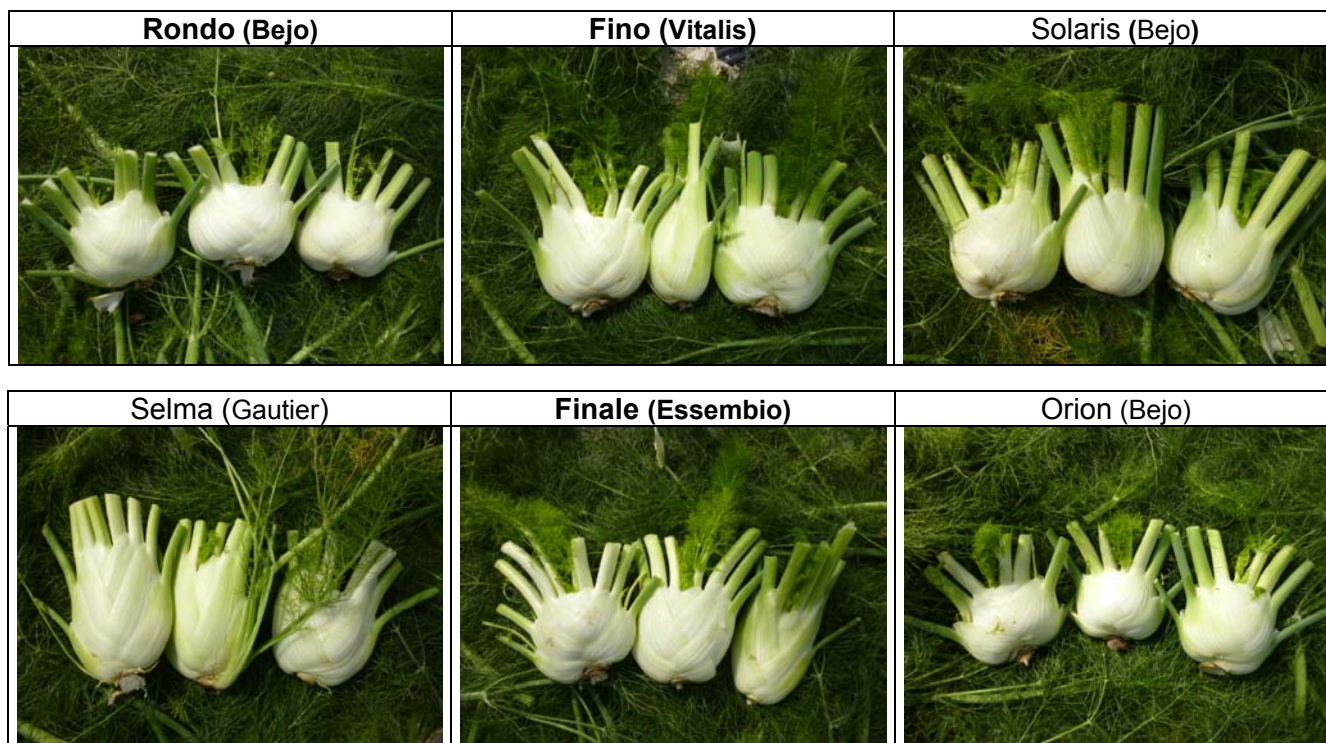 Rondo (Bejo)
Fino (Vitalis)
Solaris (Bejo)
Selma (Gautier)
Finale (Essembio)
Orion (Bejo)